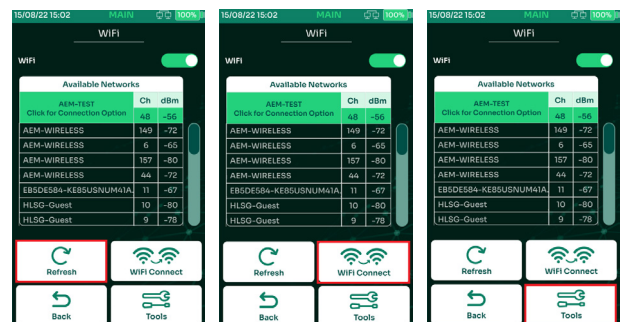 15/08/22 15:02 MAIN 100%
WiFi
WiFi
Available Networks
AEM-TEST Ch dBm
Click for Connection Option 48 -56
AEM-WIRELESS 149 -72
AEM-WIRELESS 6 -65
AEM-WIRELESS 157 -80
AEM-WIRELESS 44 -72
EB5DE584-KE85USNUM41A. 11 -67
HLSG-Guest 10 -80
HLSG-Guest 9 -78
Refresh WiFi Connect
Back Tools
15/08/22 15:02 MAIN 100%
WiFi
WiFi
Available Networks
AEM-TEST Ch dBm
Click for Connection Option 48 -56
AEM-WIRELESS 149 -72
AEM-WIRELESS 6 -65
AEM-WIRELESS 157 -80
AEM-WIRELESS 44 -72
EB5DE584-KE85USNUM41A. 11 -67
HLSG-Guest 10 -80
HLSG-Guest 9 -78
Refresh WiFi Connect
Back Tools
15/08/22 15:02 MAIN 100%
WiFi
WiFi
Available Networks
AEM-TEST Ch dBm
Click for Connection Option 48 -56
AEM-WIRELESS 149 -72
AEM-WIRELESS 6 -65
AEM-WIRELESS 157 -80
AEM-WIRELESS 44 -72
EB5DE584-KE85USNUM41A. 11 -67
HLSG-Guest 10 -80
HLSG-Guest 9 -78
Refresh WiFi Connect
Back Tools